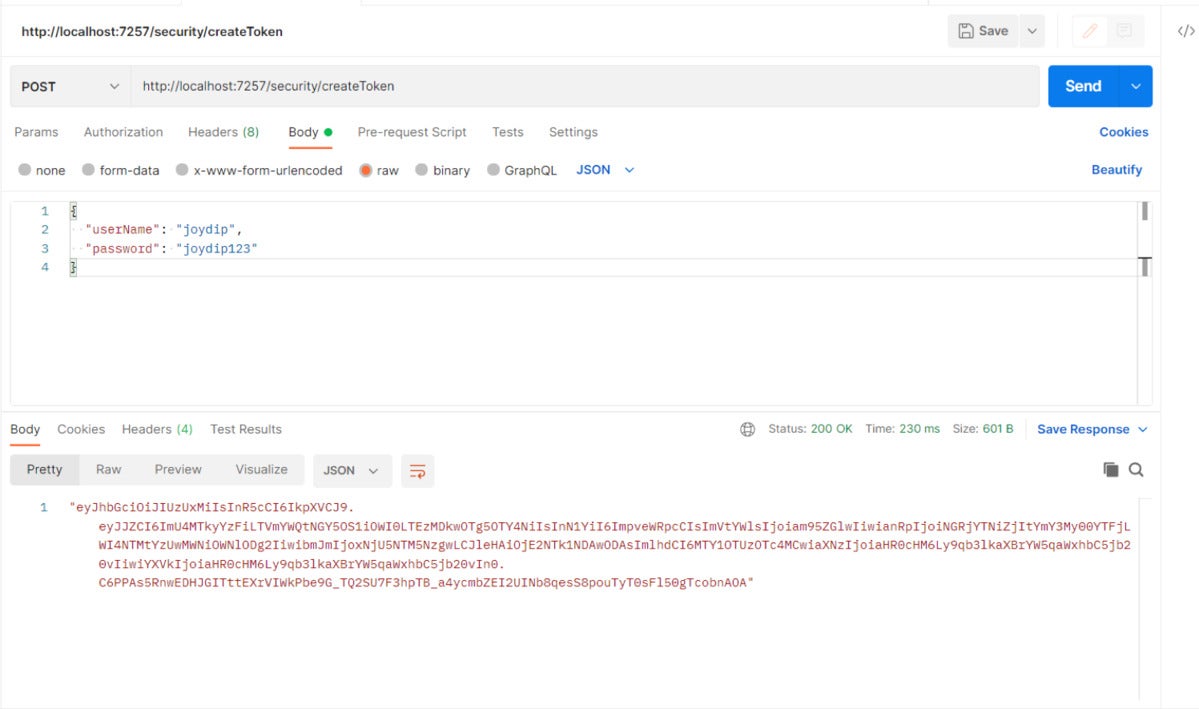 http://localhost:7257/security/createToken
Save
POST
http://localhost:7257/security/createToken
Send
Params Authorization Headers (8) Body Pre-request Script Tests Settings Cookies
none form-data x-www-form-urlencoded raw binary GraphQL JSON Beautify
1 {
2 "userName": "joydip",
3 "password": "joydip123"
4 }
Body Cookies Headers (4) Test Results Status: 200 OK Time: 230 ms Size: 601 B Save Response
Pretty Raw Preview Visualize JSON
1 "eyJhbGciOiJIUzUxMiIsInR5cCI6IkpXVCJ9.
eyJJZCI6ImU4MTkyYzFiLTVmYWQtNGY5OS1iOWI0LTEzMDkwOTg5OTY4NiIsInN1YiI6ImpveWRpcCIsImVtYWlsIjoiam95ZGlwIiwianRpIjoiNGRjYTNiZjItYmY3My00YTFjL
WI4NTMtYzUwMWNiOWNlODg2IiwibmJmIjoxNjU5NTM5NzgwLCJleHAiOjE2NTk1NDAwODAsImlhdCI6MTY1OTUzOTc4MCwiaXNzIjoiaHR0cHM6Ly9qb3lkaXBrYW5qaWxhbC5jb2
0vIiwiYXVkIjoiaHR0cHM6Ly9qb3lkaXBrYW5qaWxhbC5jb20vIn0.
C6PPAs5RnwEDHJGITttEXrVIWkPbe9G_TQ2SU7F3hpTB_a4ycmbZEI2UINb8qesS8pouTyT0sFl50gTcobnAOA"